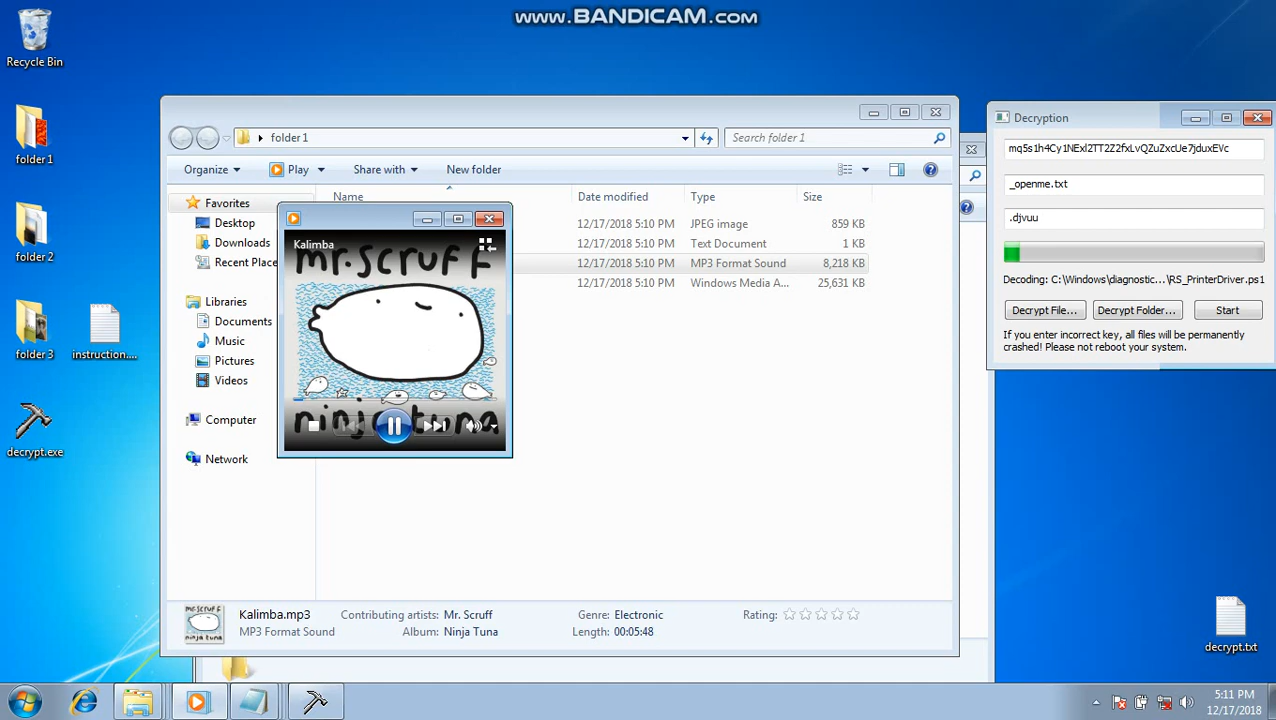 www.BANDICAM.com
Recycle Bin
folder 1
folder 2
folder 3
instruction....
decrypt.exe
folder 1
Search folder 1
Organize
Play
Share with
New folder
Name
Date modified
Type
Size
Favorites
Desktop
Downloads
Recent Place
Libraries
Documents
Music
Pictures
Videos
Computer
Network
12/17/2018 5:10 PM JPEG image 859 KB
12/17/2018 5:10 PM Text Document 1 KB
12/17/2018 5:10 PM MP3 Format Sound 8,218 KB
12/17/2018 5:10 PM Windows Media A... 25,631 KB
Kalimba
mr. scruff
ninja tuna
Kalimba.mp3
MP3 Format Sound
Contributing artists: Mr. Scruff
Album: Ninja Tuna
Genre: Electronic
Length: 00:05:48
Rating:
Decryption
mq5s1h4Cy1NExl2TT2Z2fxLvQZuZxcUe7jduxEVc
_openme.txt
.djvuu
Decoding: C:\Windows\diagnostic...\RS_PrinterDriver.ps1
Decrypt File...
Decrypt Folder...
Start
If you enter incorrect key, all files will be permanently
crashed! Please not reboot your system.
decrypt.txt
5:11 PM
12/17/2018